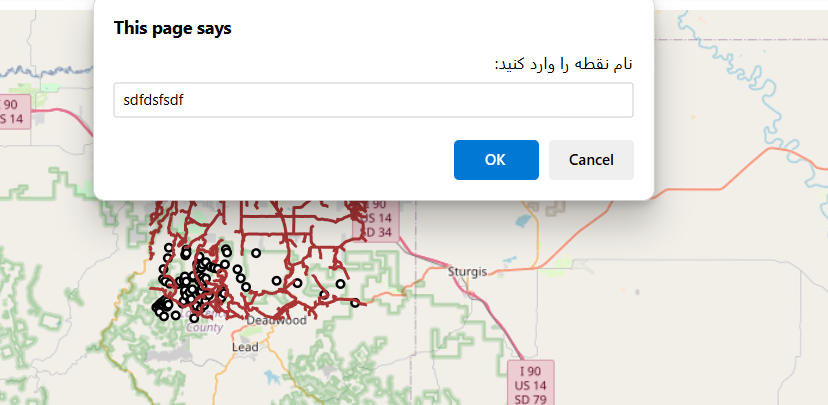 This page says
نام نقطه را وارد کنید:
sdfdsfsdf
OK
Cancel
I 90
US 14
I 90
US 14
SD 34
Sturgis
County
Deadwood
Lead
I 90
US 14
SD 79